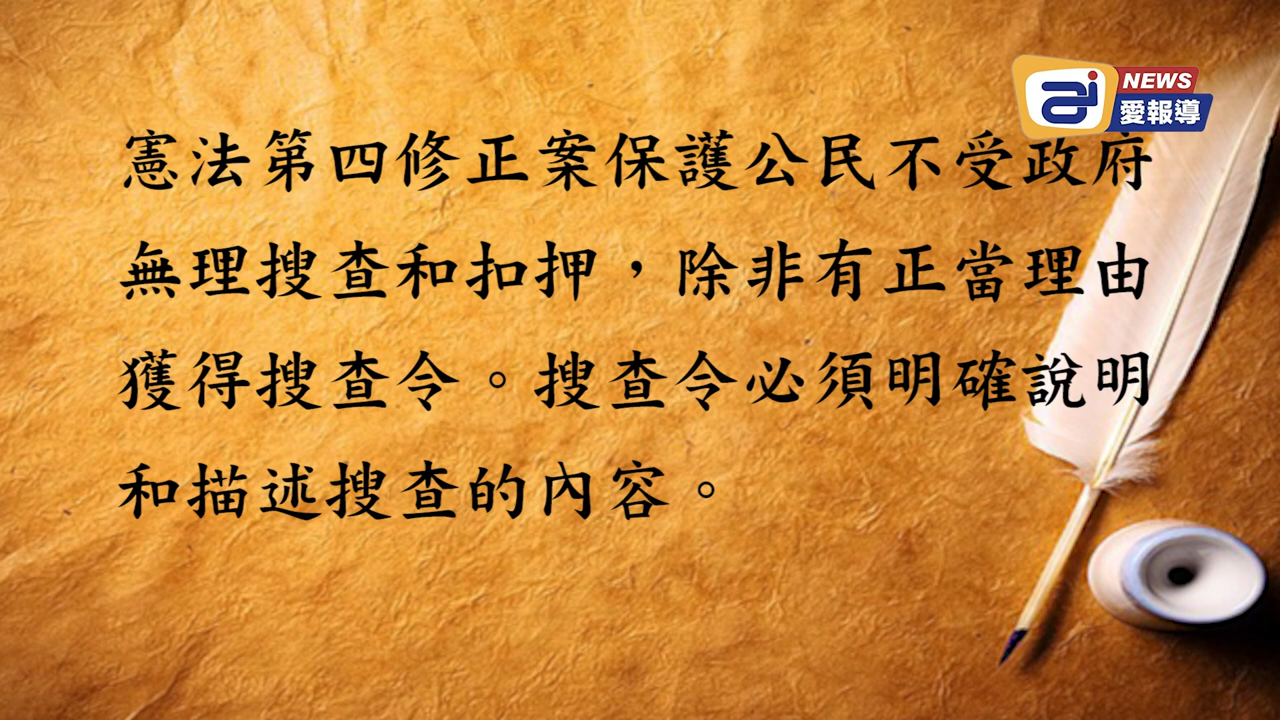 ai NEWS
愛報導
憲法第四修正案保護公民不受政府
無理搜查和扣押，除非有正當理由
獲得搜查令。搜查令必須明確說明
和描述搜查的內容。